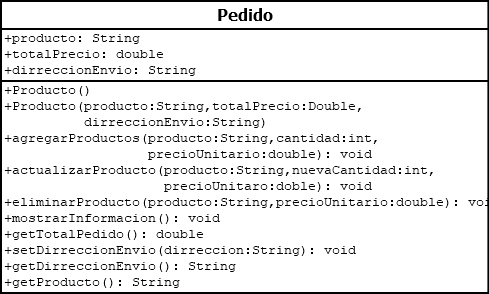 Pedido
+producto: String
+totalPrecio: double
+dirreccionEnvio: String
+Producto()
+Producto(producto:String,totalPrecio:Double,
dirreccionEnvio:String)
+agregarProductos(producto:String,cantidad:int,
precioUnitario:double): void
+actualizarProducto(producto:String,nuevaCantidad:int,
precioUnitaro:doble): void
+eliminarProducto(producto:String,precioUnitario:double): voi
+mostrarInformacion(): void
+getTotalPedido(): double
+setDirreccionEnvio(dirreccion:String): void
+getDirreccionEnvio(): String
+getProducto(): String